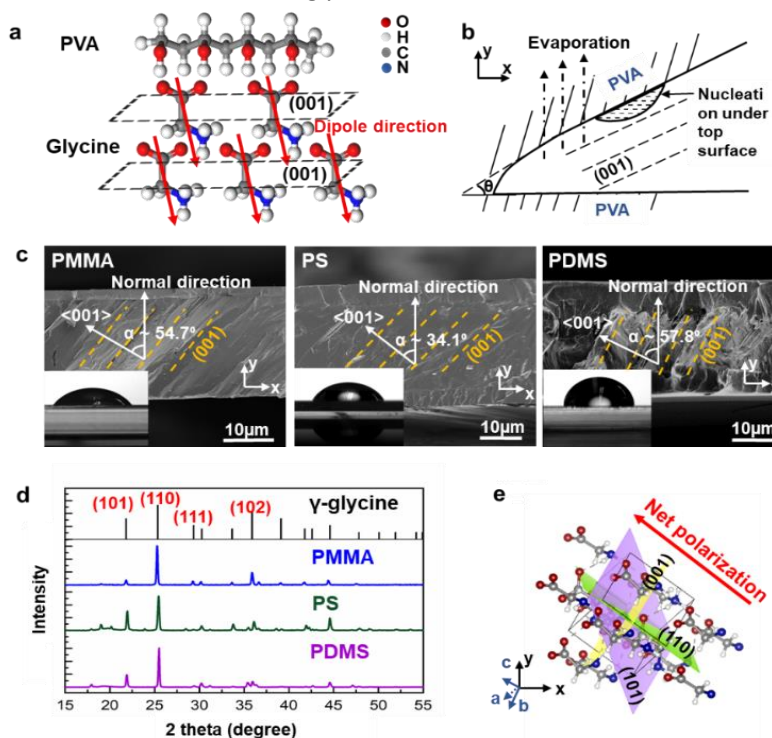 a
PVA
O
H
C
N
(001)
Dipole direction
Glycine
(001)
b
y
x
Evaporation
PVA
Nucleati
on under
top
surface
(001)
θ
PVA
c
PMMA
Normal direction
<001>
α ~ 54.7º
(001)
y
x
10μm
PS
Normal direction
<001>
α ~ 34.1º
(001)
y
x
10μm
PDMS
Normal direction
<001>
α ~ 57.8º
(001)
y
x
10μm
d
(101)
(110)
(111)
(102)
γ-glycine
PMMA
PS
PDMS
Intensity
15 20 25 30 35 40 45 50 55
2 theta (degree)
e
Net polarization
(001)
(110)
(101)
c
y
a
b
x